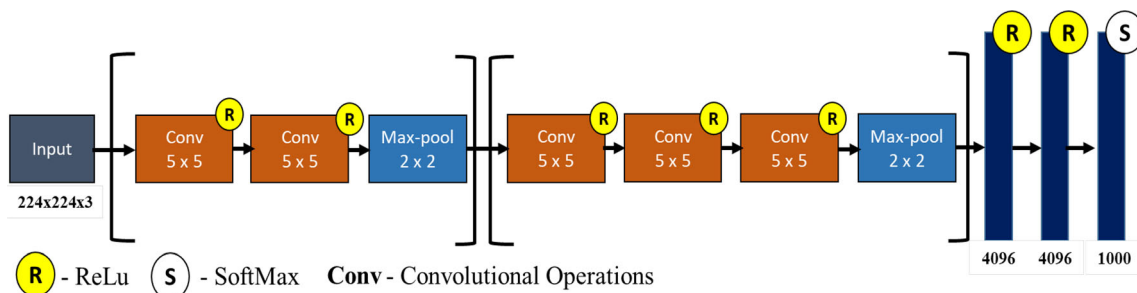 R R S
R R R R R
Input
Conv
5 x 5
Conv
5 x 5
Max-pool
2 x 2
Conv
5 x 5
Conv
5 x 5
Conv
5 x 5
Max-pool
2 x 2
224x224x3
4096 4096 1000
R - ReLu S - SoftMax Conv - Convolutional Operations